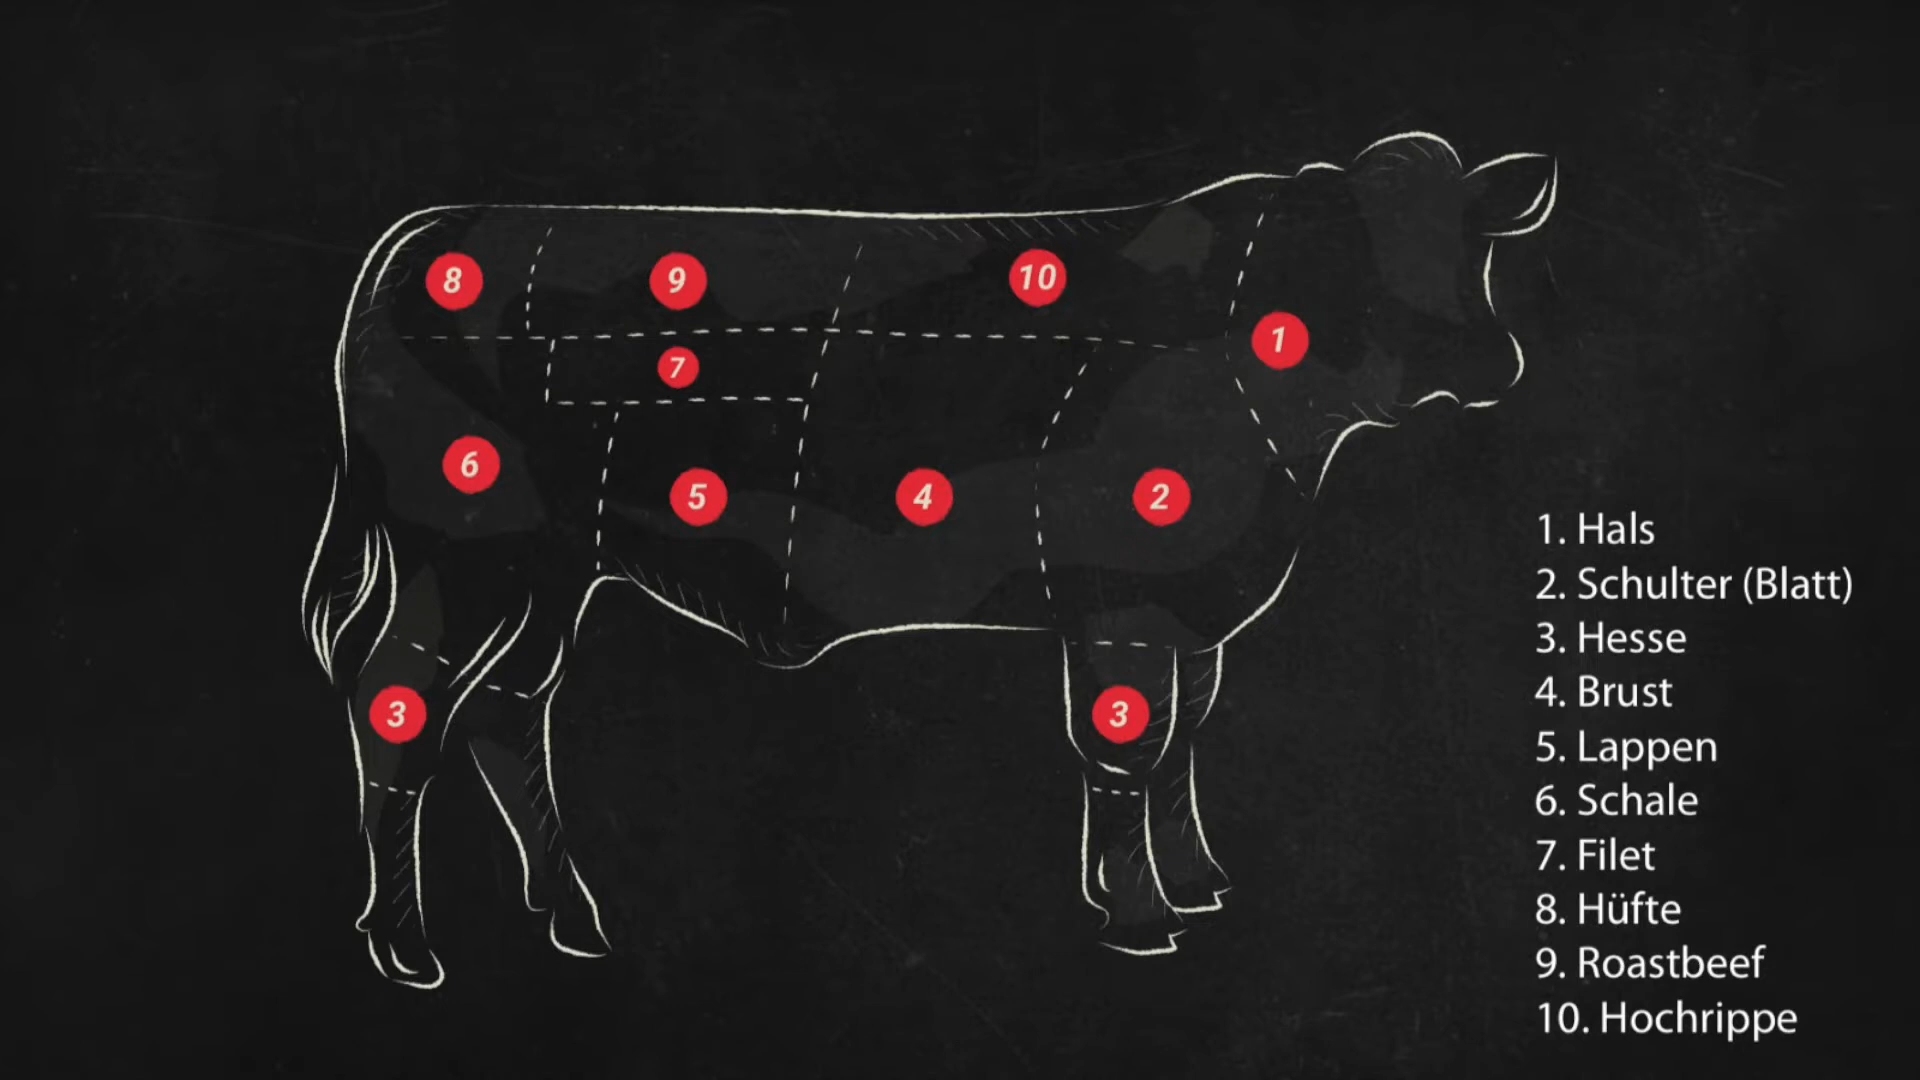 8
9
10
1
7
6
5
4
2
3
3
1. Hals
2. Schulter (Blatt)
3. Hesse
4. Brust
5. Lappen
6. Schale
7. Filet
8. Hüfte
9. Roastbeef
10. Hochrippe